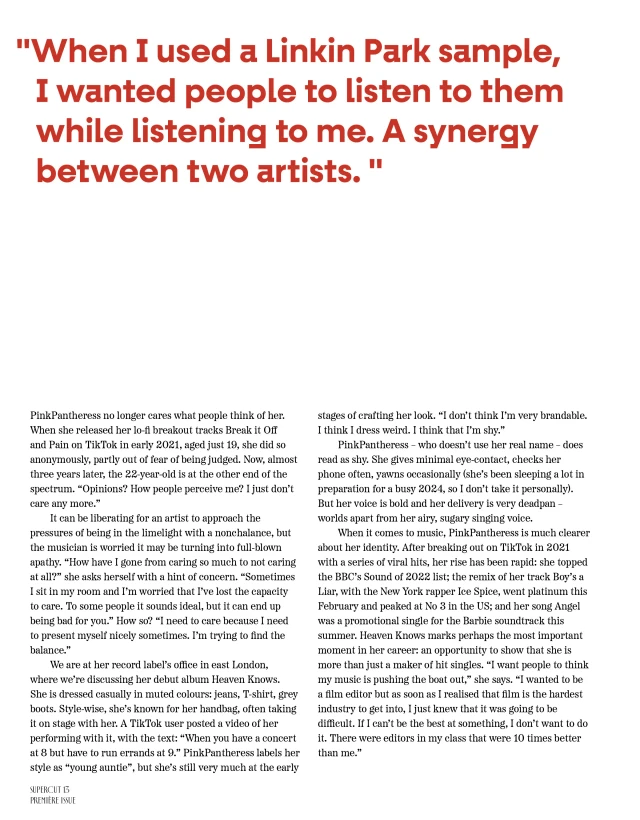 "When I used a Linkin Park sample,
I wanted people to listen to them
while listening to me. A synergy
between two artists. "
PinkPantheress no longer cares what people think of her.
When she released her lo-fi breakout tracks Break it Off
and Pain on TikTok in early 2021, aged just 19, she did so
anonymously, partly out of fear of being judged. Now, almost
three years later, the 22-year-old is at the other end of the
spectrum. “Opinions? How people perceive me? I just don’t
care any more.”
It can be liberating for an artist to approach the
pressures of being in the limelight with a nonchalance, but
the musician is worried it may be turning into full-blown
apathy. “How have I gone from caring so much to not caring
at all?” she asks herself with a hint of concern. “Sometimes
I sit in my room and I’m worried that I’ve lost the capacity
to care. To some people it sounds ideal, but it can end up
being bad for you.” How so? “I need to care because I need
to present myself nicely sometimes. I’m trying to find the
balance.”
We are at her record label’s office in east London,
where we’re discussing her debut album Heaven Knows.
She is dressed casually in muted colours: jeans, T-shirt, grey
boots. Style-wise, she’s known for her handbag, often taking
it on stage with her. A TikTok user posted a video of her
performing with it, with the text: “When you have a concert
at 8 but have to run errands at 9.” PinkPantheress labels her
style as “young auntie”, but she’s still very much at the early
stages of crafting her look. “I don’t think I’m very brandable.
I think I dress weird. I think that I’m shy.”
PinkPantheress – who doesn’t use her real name – does
read as shy. She gives minimal eye-contact, checks her
phone often, yawns occasionally (she’s been sleeping a lot in
preparation for a busy 2024, so I don’t take it personally).
But her voice is bold and her delivery is very deadpan –
worlds apart from her airy, sugary singing voice.
When it comes to music, PinkPantheress is much clearer
about her identity. After breaking out on TikTok in 2021
with a series of viral hits, her rise has been rapid: she topped
the BBC’s Sound of 2022 list; the remix of her track Boy’s a
Liar, with the New York rapper Ice Spice, went platinum this
February and peaked at No 3 in the US; and her song Angel
was a promotional single for the Barbie soundtrack this
summer. Heaven Knows marks perhaps the most important
moment in her career: an opportunity to show that she is
more than just a maker of hit singles. “I want people to think
my music is pushing the boat out,” she says. “I wanted to be
a film editor but as soon as I realised that film is the hardest
industry to get into, I just knew that it was going to be
difficult. If I can’t be the best at something, I don’t want to do
it. There were editors in my class that were 10 times better
than me.”
SUPERCUT 15
PREMIÈRE ISSUE